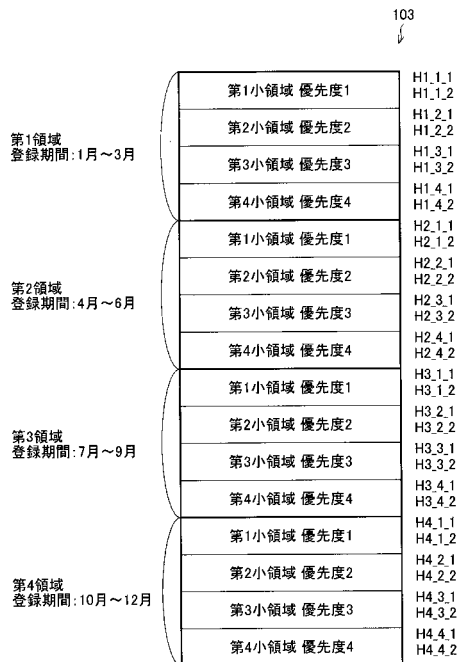 103
第1領域
登録期間:1月～3月
第1小領域 優先度1
H1_1_1
H1_1_2
第2小領域 優先度2
H1_2_1
H1_2_2
第3小領域 優先度3
H1_3_1
H1_3_2
第4小領域 優先度4
H1_4_1
H1_4_2
第2領域
登録期間:4月～6月
第1小領域 優先度1
H2_1_1
H2_1_2
第2小領域 優先度2
H2_2_1
H2_2_2
第3小領域 優先度3
H2_3_1
H2_3_2
第4小領域 優先度4
H2_4_1
H2_4_2
第3領域
登録期間:7月～9月
第1小領域 優先度1
H3_1_1
H3_1_2
第2小領域 優先度2
H3_2_1
H3_2_2
第3小領域 優先度3
H3_3_1
H3_3_2
第4小領域 優先度4
H3_4_1
H3_4_2
第4領域
登録期間:10月～12月
第1小領域 優先度1
H4_1_1
H4_1_2
第2小領域 優先度2
H4_2_1
H4_2_2
第3小領域 優先度3
H4_3_1
H4_3_2
第4小領域 優先度4
H4_4_1
H4_4_2